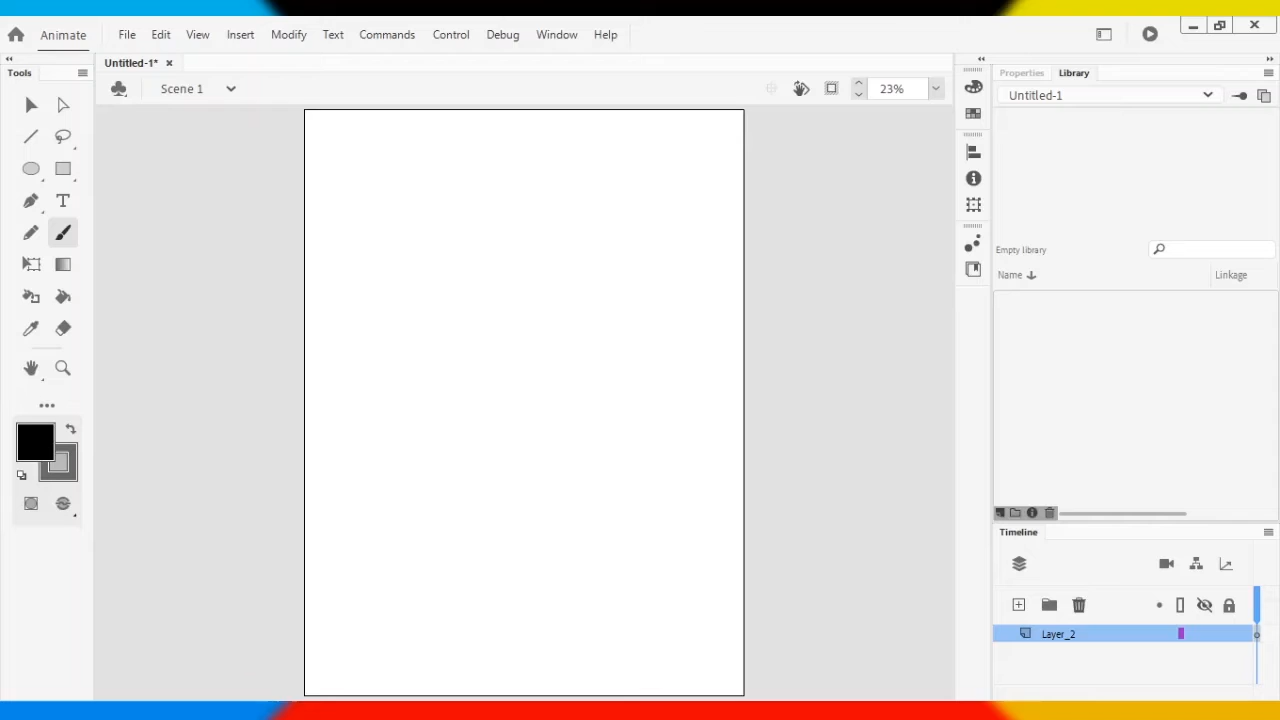 Animate File Edit View Insert Modify Text Commands Control Debug Window Help
Tools
Untitled-1*
Scene 1
23%
Properties Library
Untitled-1
Empty library
Name Linkage
Timeline
Layer_2